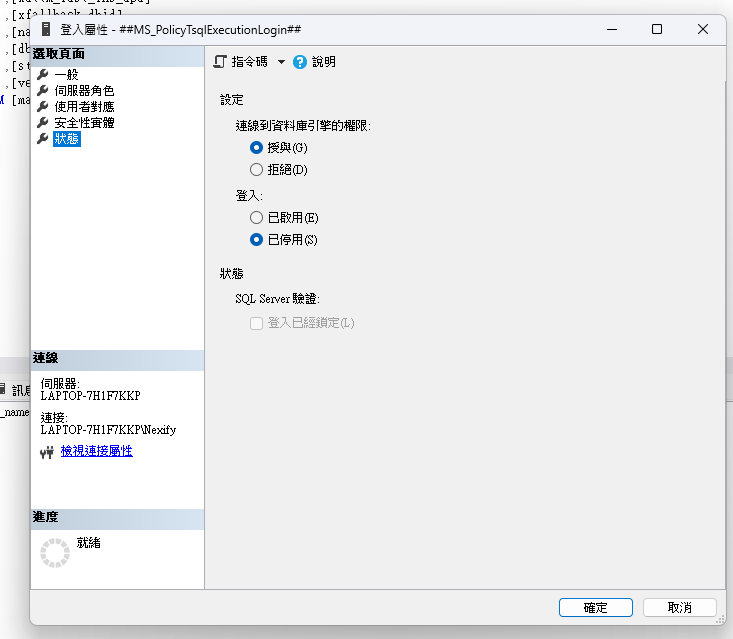 ,[xfallback_dbid]
登入屬性 - ##MS_PolicyTsqlExecutionLogin##
選取頁面
一般
伺服器角色
使用者對應
安全性實體
狀態
指令碼
說明
設定
連線到資料庫引擎的權限:
授與(G)
拒絕(D)
登入:
已啟用(E)
已停用(S)
狀態
SQL Server 驗證:
登入已經鎖定(L)
連線
伺服器:
LAPTOP-7H1F7KKP
連接:
LAPTOP-7H1F7KKP\Nexify
檢視連接屬性
進度
就緒
確定
取消
訊息
_name